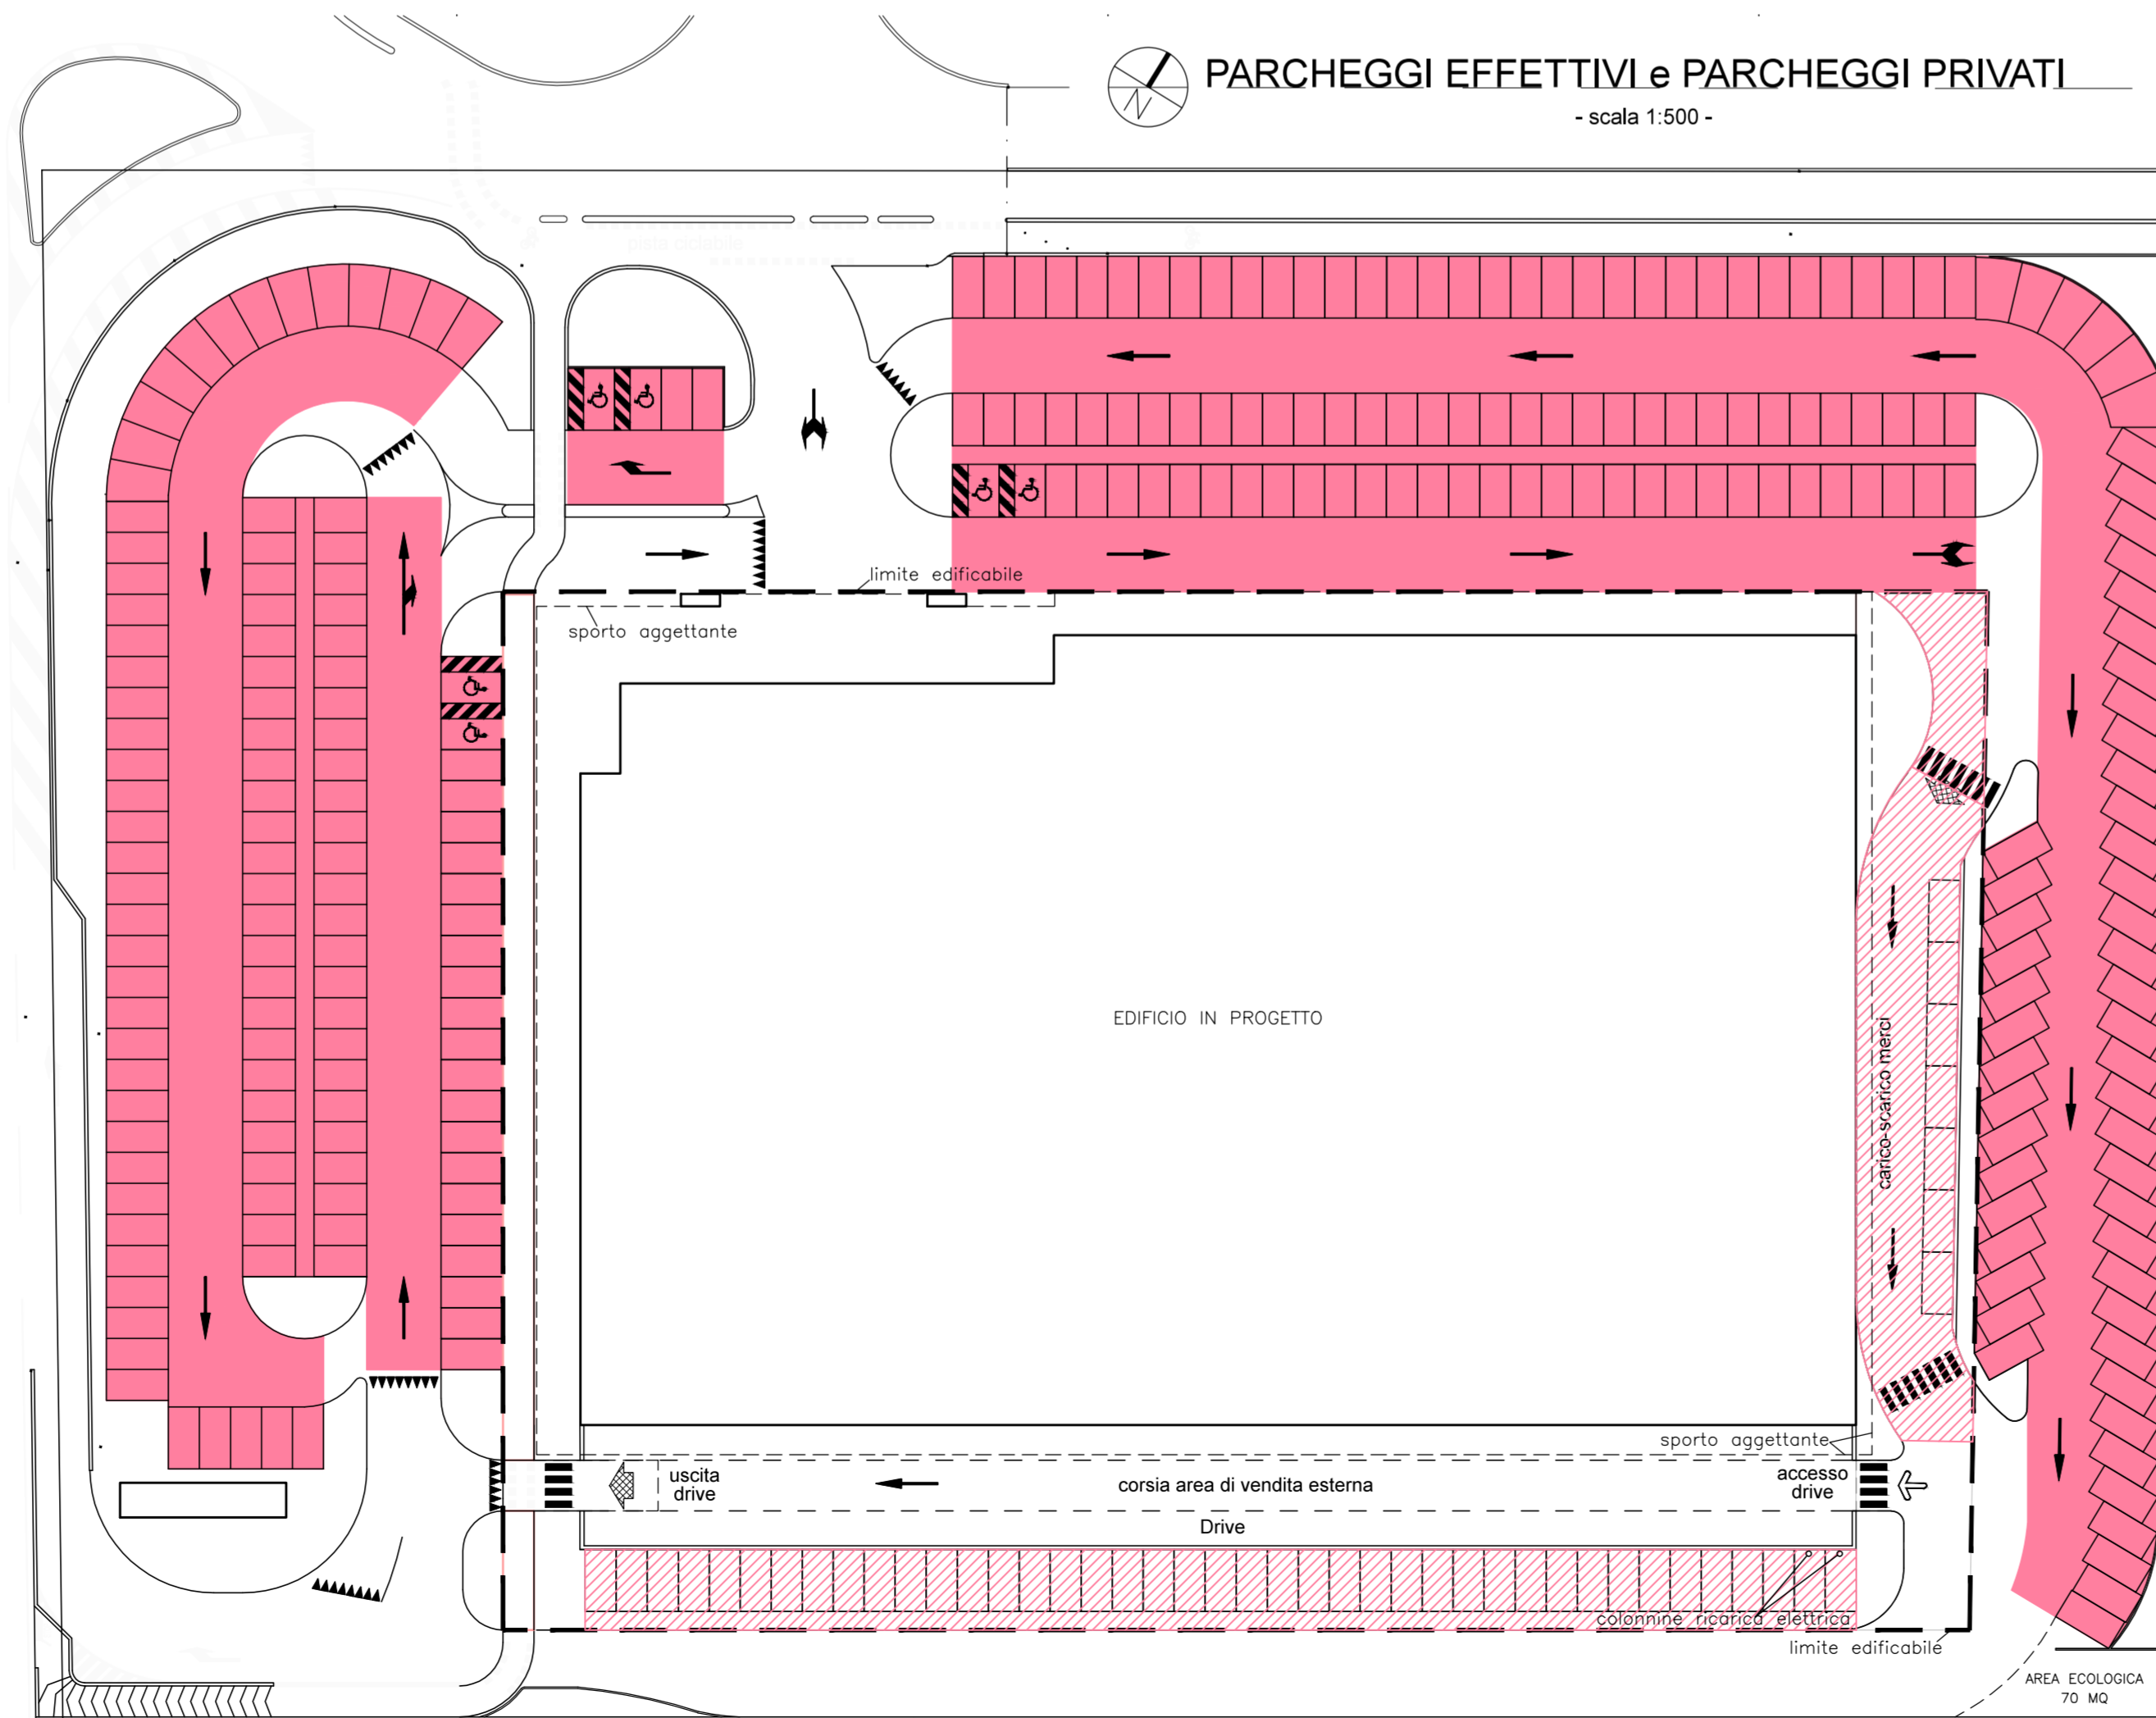 PARCHEGGI EFFETTIVI e PARCHEGGI PRIVATI
- scala 1:500 -
N
pista ciclabile
limite edificabile
sporto aggettante
EDIFICIO IN PROGETTO
carico-scarico merci
sporto aggettante
uscita
drive
corsia area di vendita esterna
accesso
drive
Drive
colonnine ricarica elettrica
limite edificabile
AREA ECOLOGICA
70 MQ